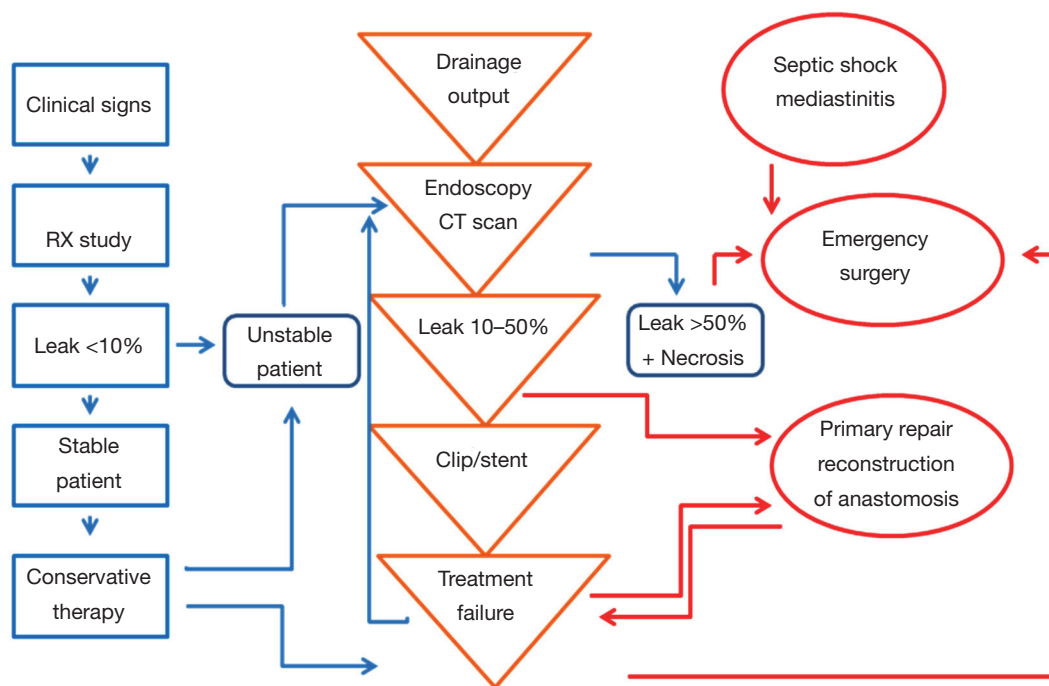 Clinical signs
RX study
Leak <10%
Stable
patient
Conservative
therapy
Unstable
patient
Drainage
output
Endoscopy
CT scan
Leak 10–50%
Clip/stent
Treatment
failure
Leak >50%
+ Necrosis
Septic shock
mediastinitis
Emergency
surgery
Primary repair
reconstruction
of anastomosis